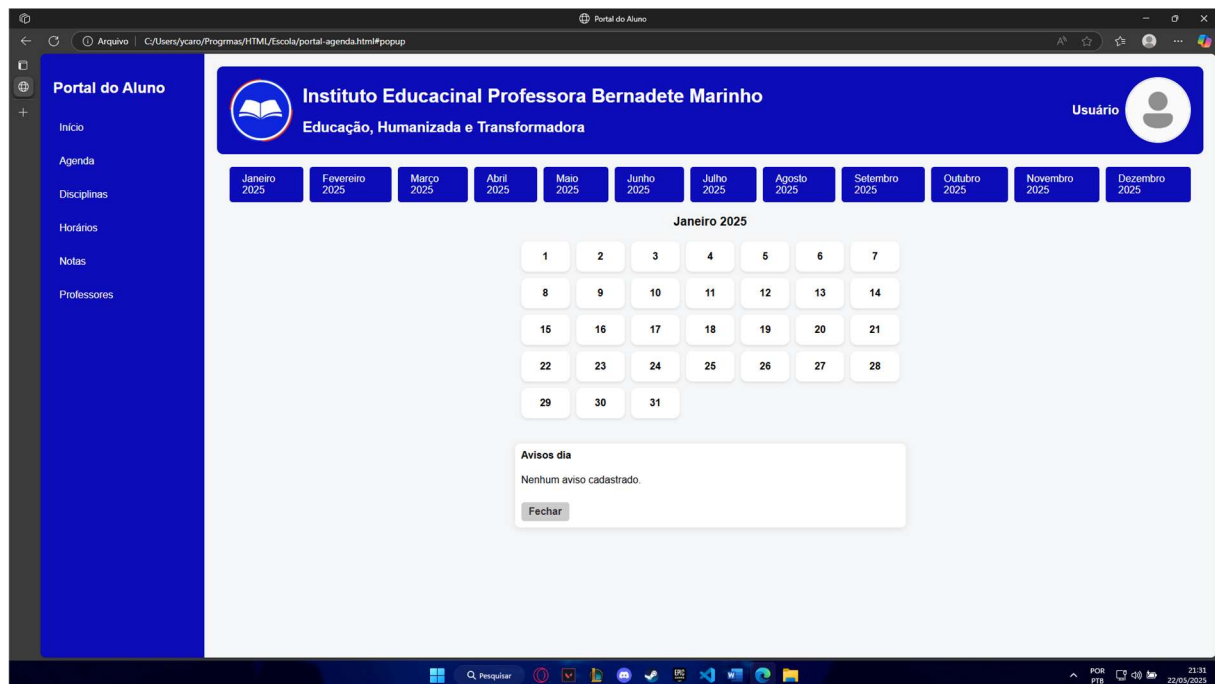 Portal do Aluno
Arquivo C:/Users/ycaro/Progrmas/HTML/Escola/portal-agenda.html#popup
Portal do Aluno
Início
Agenda
Disciplinas
Horários
Notas
Professores
Instituto Educacinal Professora Bernadete Marinho
Educação, Humanizada e Transformadora
Usuário
Janeiro 2025
Fevereiro 2025
Março 2025
Abril 2025
Maio 2025
Junho 2025
Julho 2025
Agosto 2025
Setembro 2025
Outubro 2025
Novembro 2025
Dezembro 2025
Janeiro 2025
1 2 3 4 5 6 7
8 9 10 11 12 13 14
15 16 17 18 19 20 21
22 23 24 25 26 27 28
29 30 31
Avisos dia
Nenhum aviso cadastrado.
Fechar
Pesquisar
POR
PTB
21:31
22/05/2025